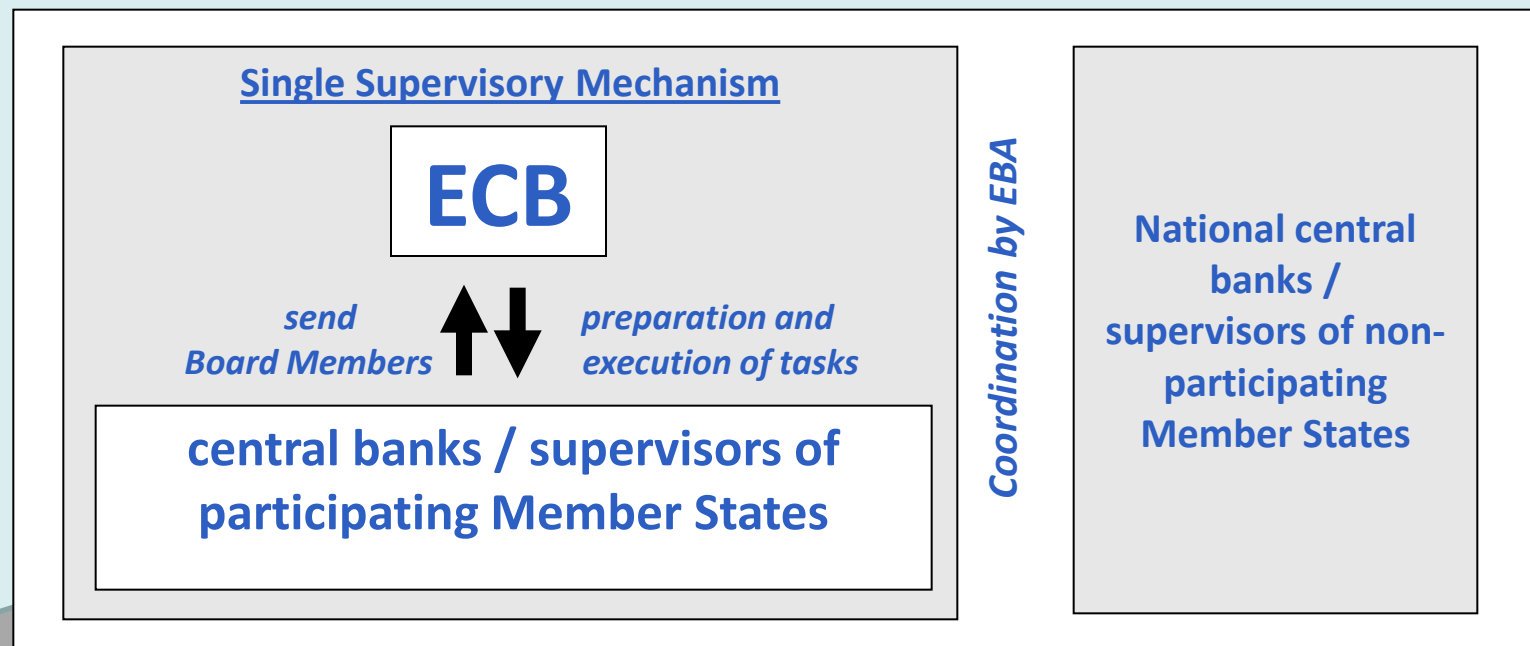 Single Supervisory Mechanism
ECB
send
Board Members
preparation and
execution of tasks
central banks / supervisors of
participating Member States
Coordination by EBA
National central
banks /
supervisors of non-
participating
Member States